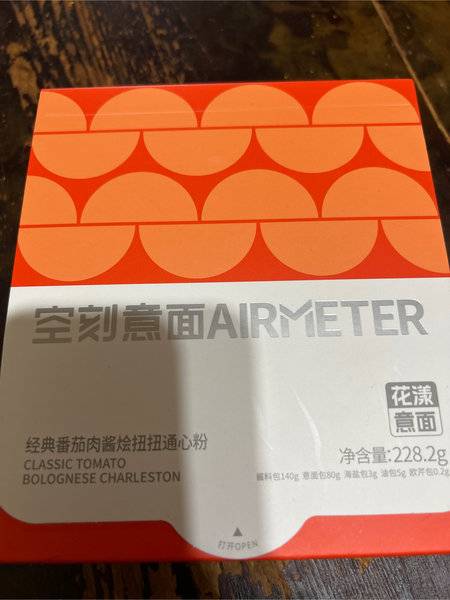 空刻意面AIRMETER
花漾
意面
经典番茄肉酱烩扭扭通心粉
CLASSIC TOMATO
BOLOGNESE CHARLESTON
净含量:228.2g
酱料包140g 意面包80g 海盐包3g 油包5g 欧芹包0.2g
打开OPEN